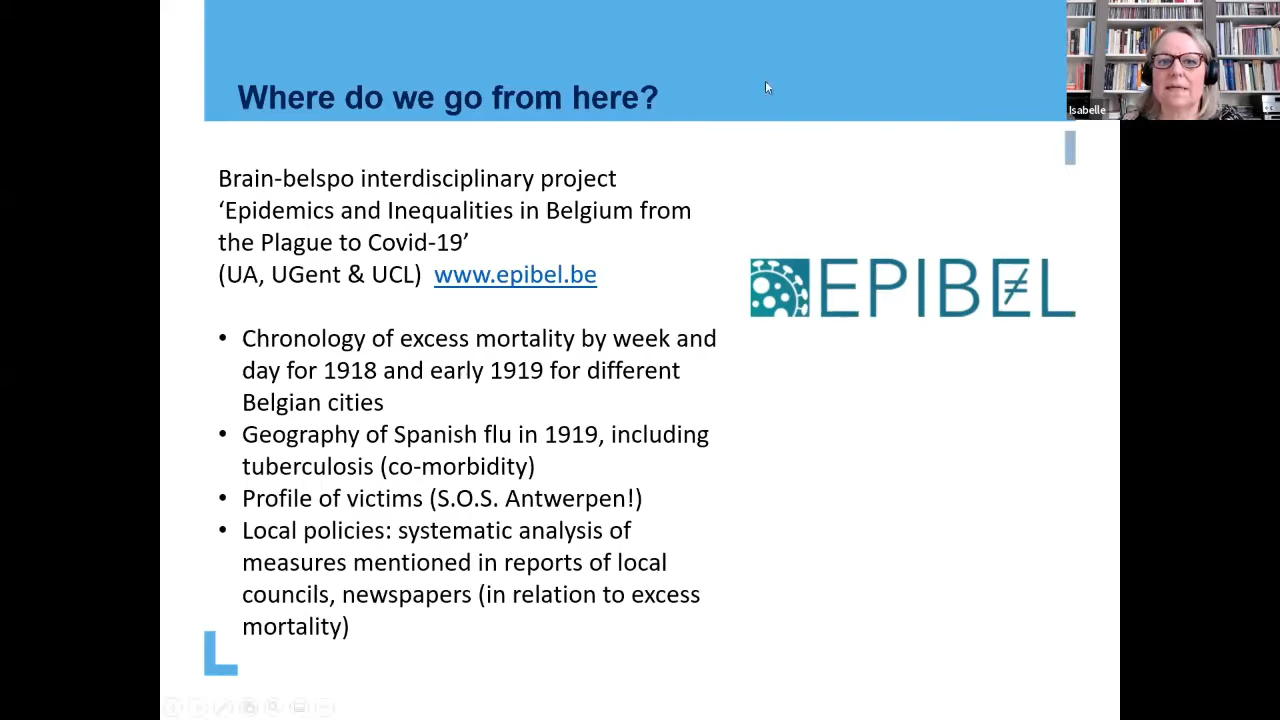 Where do we go from here?
Isabelle
Brain-belspo interdisciplinary project
‘Epidemics and Inequalities in Belgium from
the Plague to Covid-19’
(UA, UGent & UCL) www.epibel.be
EPIBEL
• Chronology of excess mortality by week and
day for 1918 and early 1919 for different
Belgian cities
• Geography of Spanish flu in 1919, including
tuberculosis (co-morbidity)
• Profile of victims (S.O.S. Antwerpen!)
• Local policies: systematic analysis of
measures mentioned in reports of local
councils, newspapers (in relation to excess
mortality)